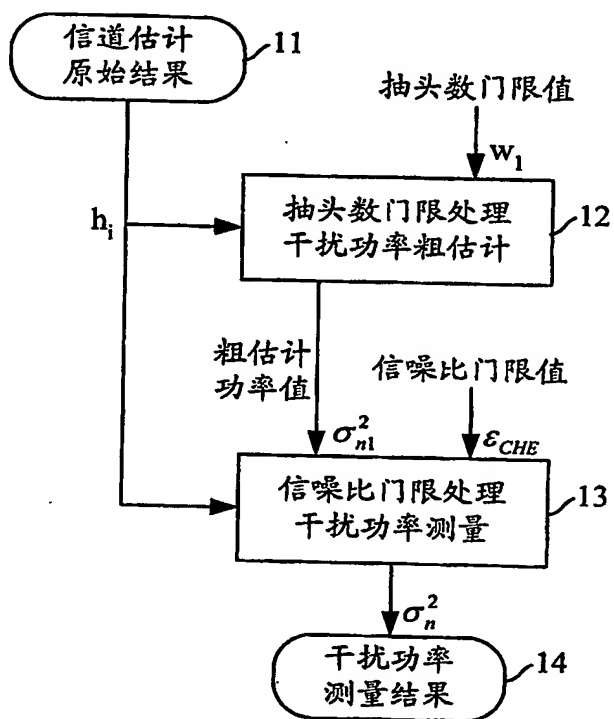 信道估计
原始结果
11
抽头数门限值
w₁
hᵢ
抽头数门限处理
干扰功率粗估计
12
粗估计
功率值
信噪比门限值
σ²ₙ₁
ε_CHE
信噪比门限处理
干扰功率测量
13
σ²ₙ
干扰功率
测量结果
14